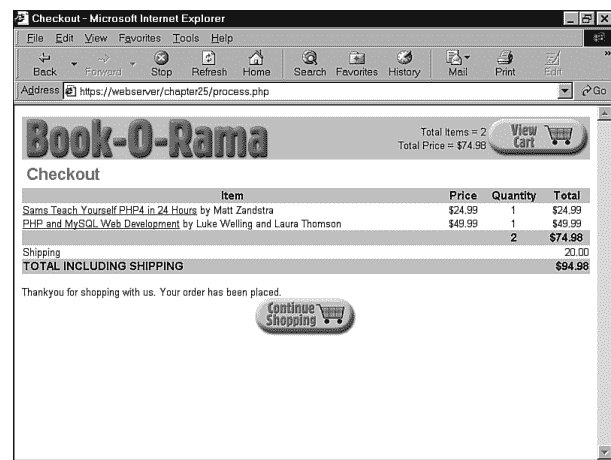 Checkout - Microsoft Internet Explorer
File Edit View Favorites Tools Help
Back Forward Stop Refresh Home Search Favorites History Mail Print Edit
Address https://webserver/chapter25/process.php Go
Book-O-Rama
Total Items = 2
Total Price = $74.98
View
Cart
Checkout
Item Price Quantity Total
Sams Teach Yourself PHP4 in 24 Hours by Matt Zandstra $24.99 1 $24.99
PHP and MySQL Web Development by Luke Welling and Laura Thomson $49.99 1 $49.99
2 $74.98
Shipping 20.00
TOTAL INCLUDING SHIPPING $94.98
Thankyou for shopping with us. Your order has been placed.
Continue
Shopping